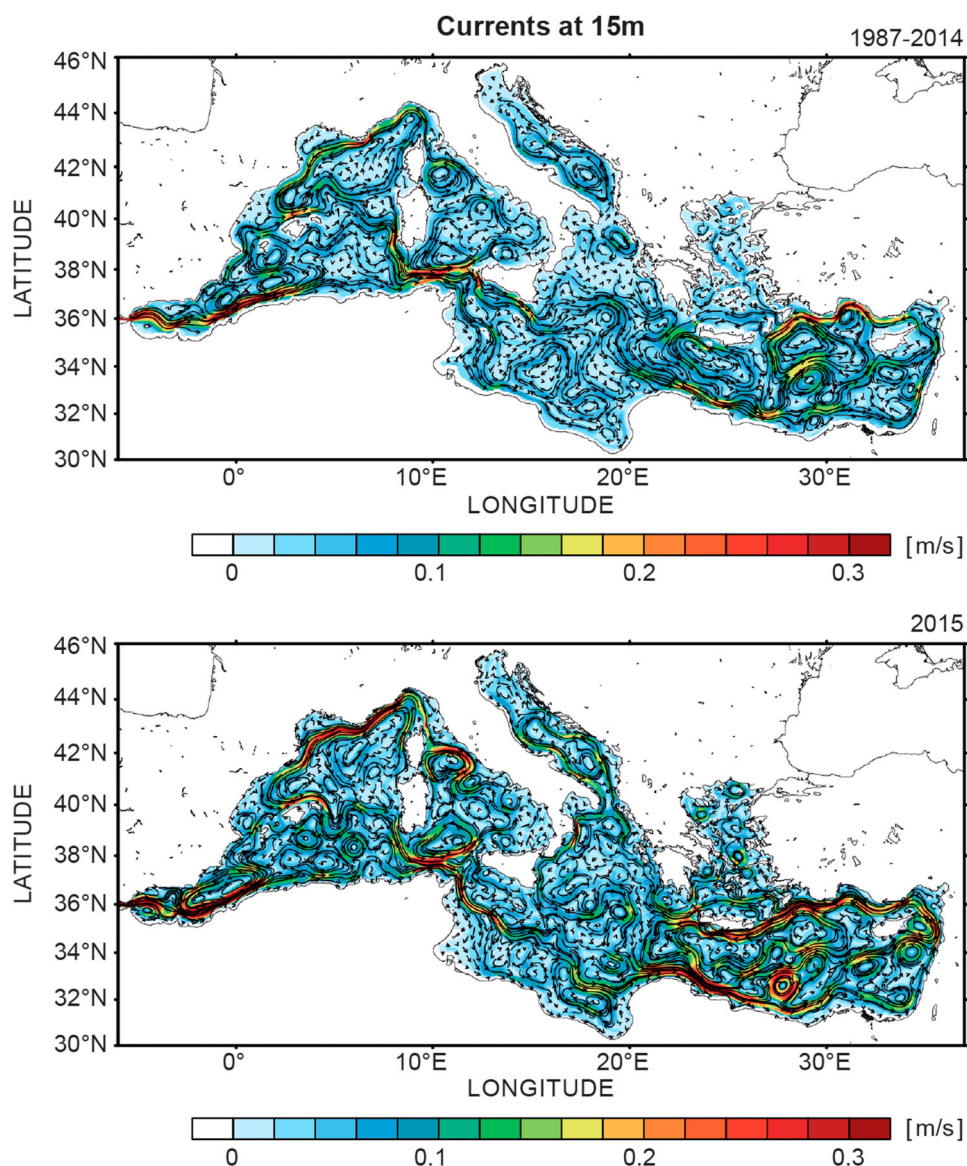 Currents at 15m
1987-2014
46°N
44°N
42°N
40°N
38°N
36°N
34°N
32°N
30°N
LATITUDE
0° 10°E 20°E 30°E
LONGITUDE
0 0.1 0.2 0.3 [m/s]
2015
46°N
44°N
42°N
40°N
38°N
36°N
34°N
32°N
30°N
LATITUDE
0° 10°E 20°E 30°E
LONGITUDE
0 0.1 0.2 0.3 [m/s]